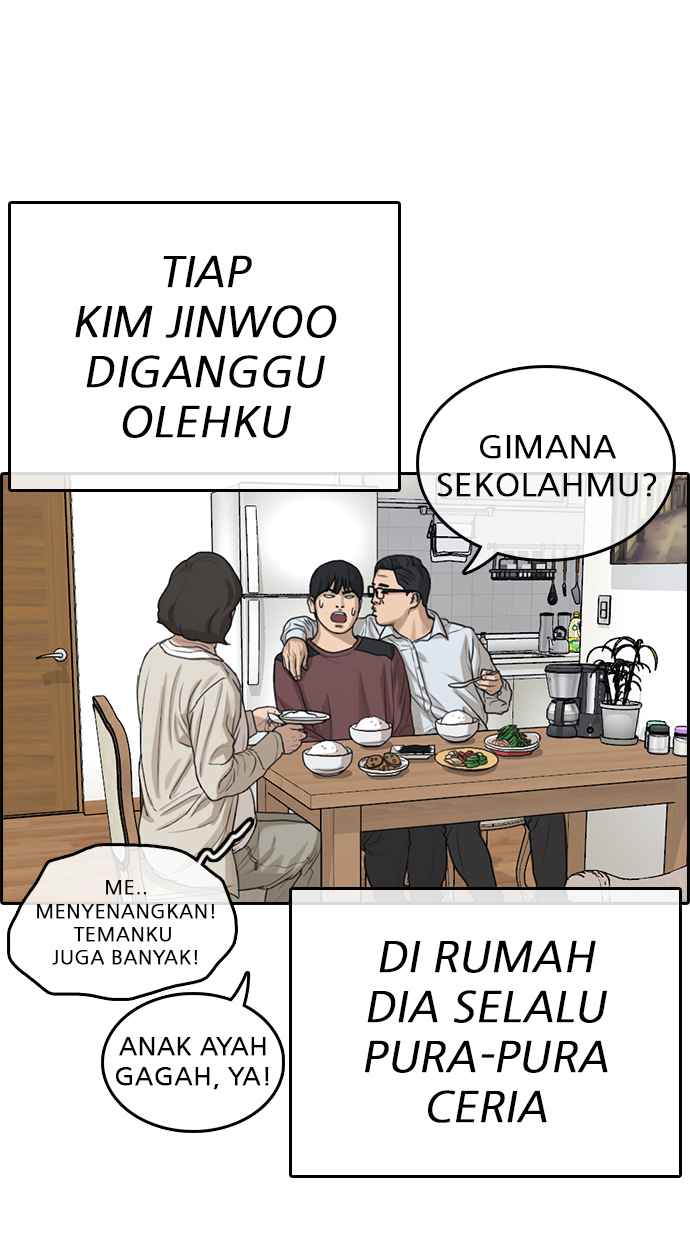 TIAP
KIM JINWOO
DIGANGGU
OLEHKU
GIMANA
SEKOLAHMU?
ME..
MENYENANGKAN!
TEMANKU
JUGA BANYAK!
ANAK AYAH
GAGAH, YA!
DI RUMAH
DIA SELALU
PURA-PURA
CERIA